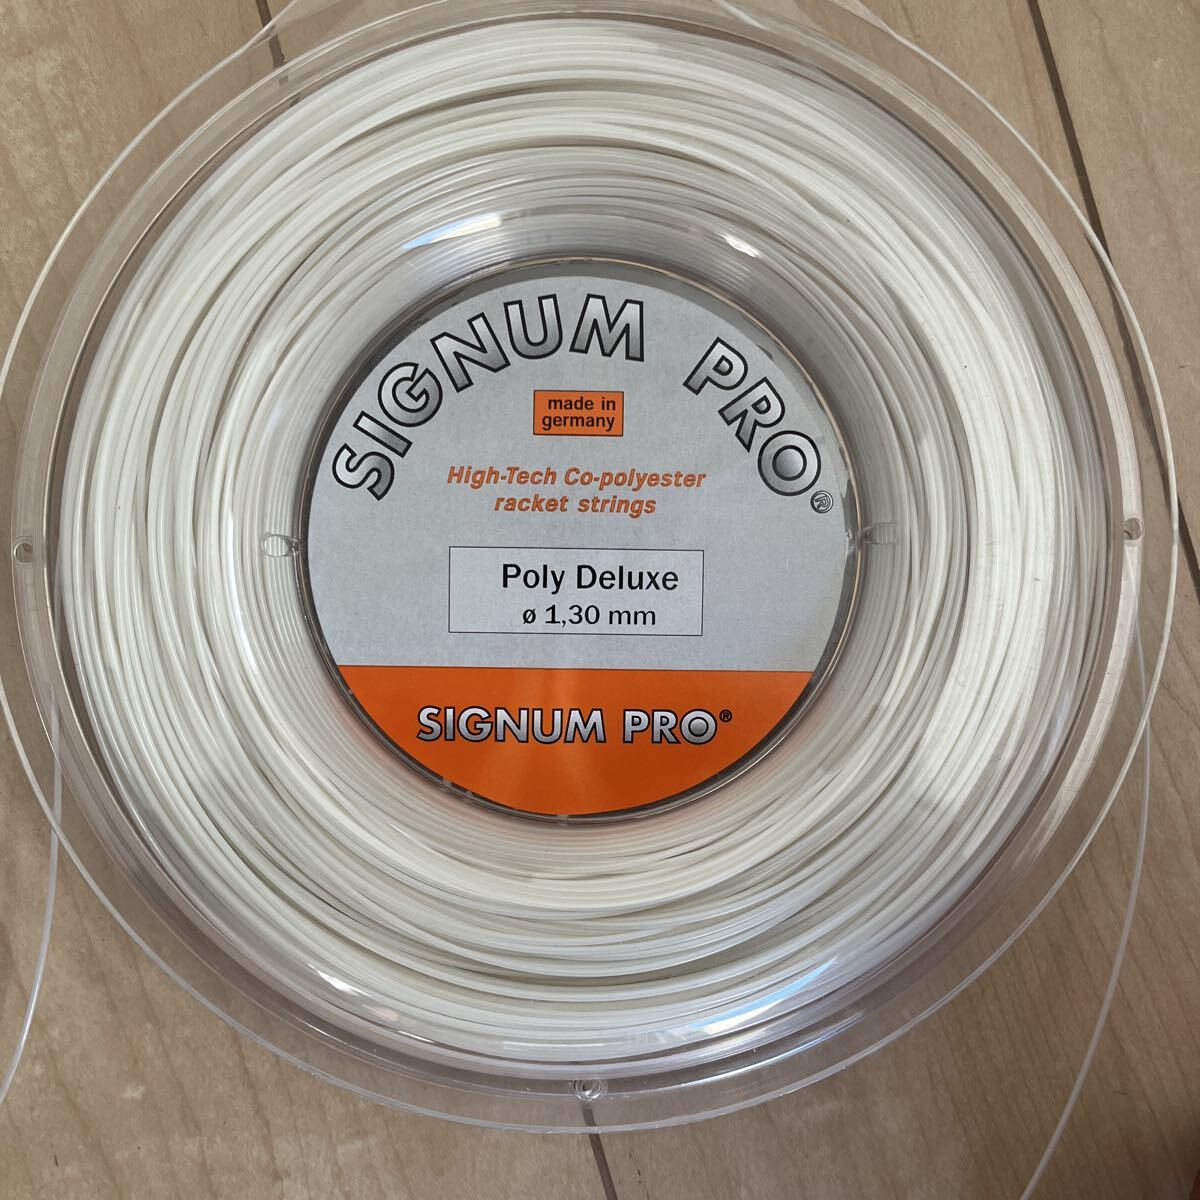 SIGNUM PRO®
made in
germany
High-Tech Co-polyester
racket strings
Poly Deluxe
ø 1,30 mm
SIGNUM PRO®